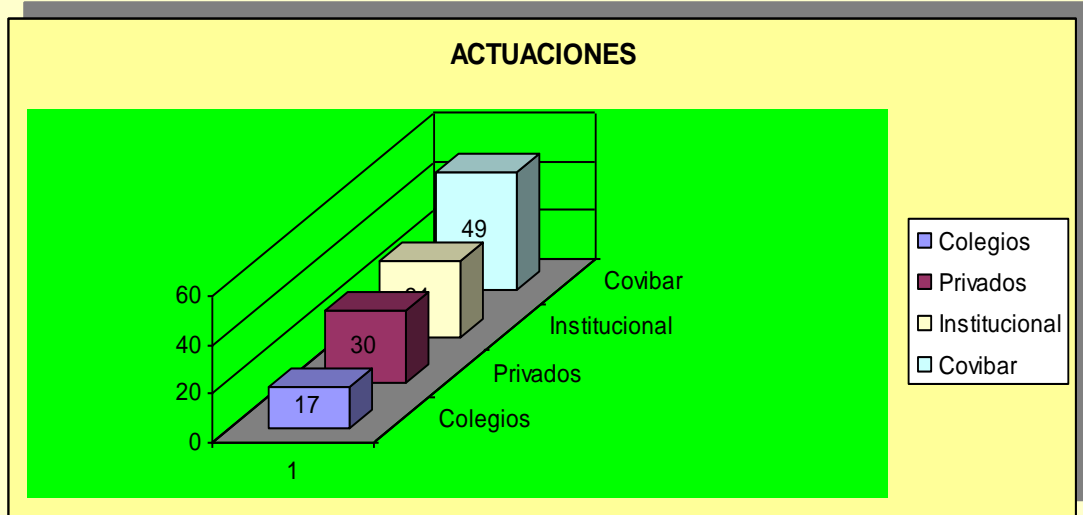 ACTUACIONES
60
40
20
0
49
30
17
1
Covibar
Institucional
Privados
Colegios
Colegios
Privados
Institucional
Covibar